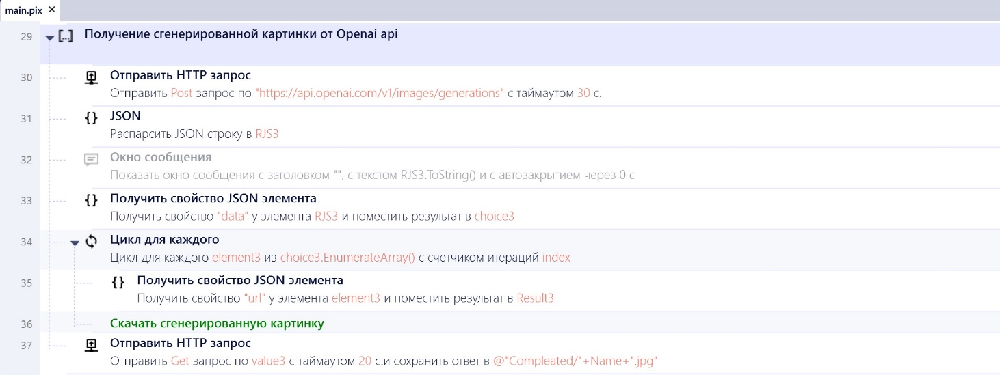 main.pix ✕
29 Получение сгенерированной картинки от Openai api
30 Отправить HTTP запрос
Отправить Post запрос по "https://api.openai.com/v1/images/generations" с таймаутом 30 с.
31 {} JSON
Распарсить JSON строку в RJS3
32 Окно сообщения
Показать окно сообщения с заголовком "", с текстом RJS3.ToString() и с автозакрытием через 0 с
33 {} Получить свойство JSON элемента
Получить свойство "data" у элемента RJS3 и поместить результат в choice3
34 Цикл для каждого
Цикл для каждого element3 из choice3.EnumerateArray() с счетчиком итераций index
35 {} Получить свойство JSON элемента
Получить свойство "url" у элемента element3 и поместить результат в Result3
36 Скачать сгенерированную картинку
37 Отправить HTTP запрос
Отправить Get запрос по value3 с таймаутом 20 с.и сохранить ответ в @"Compleated/"+Name+".jpg"